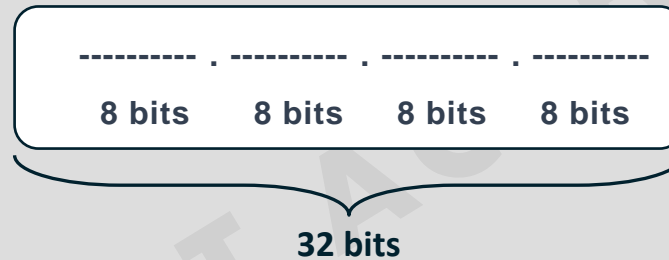 ---------- . ---------- . ---------- . ----------
8 bits 8 bits 8 bits 8 bits
32 bits